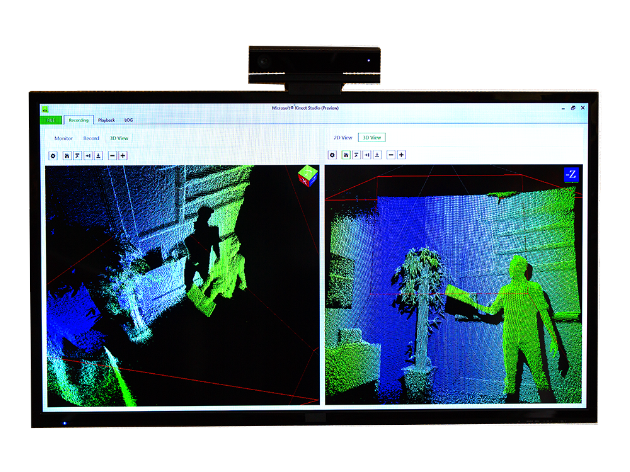 Microsoft® Kinect Studio (Preview)
Recording Playback LOG
Monitor Record 3D View
2D View 3D View
-Z